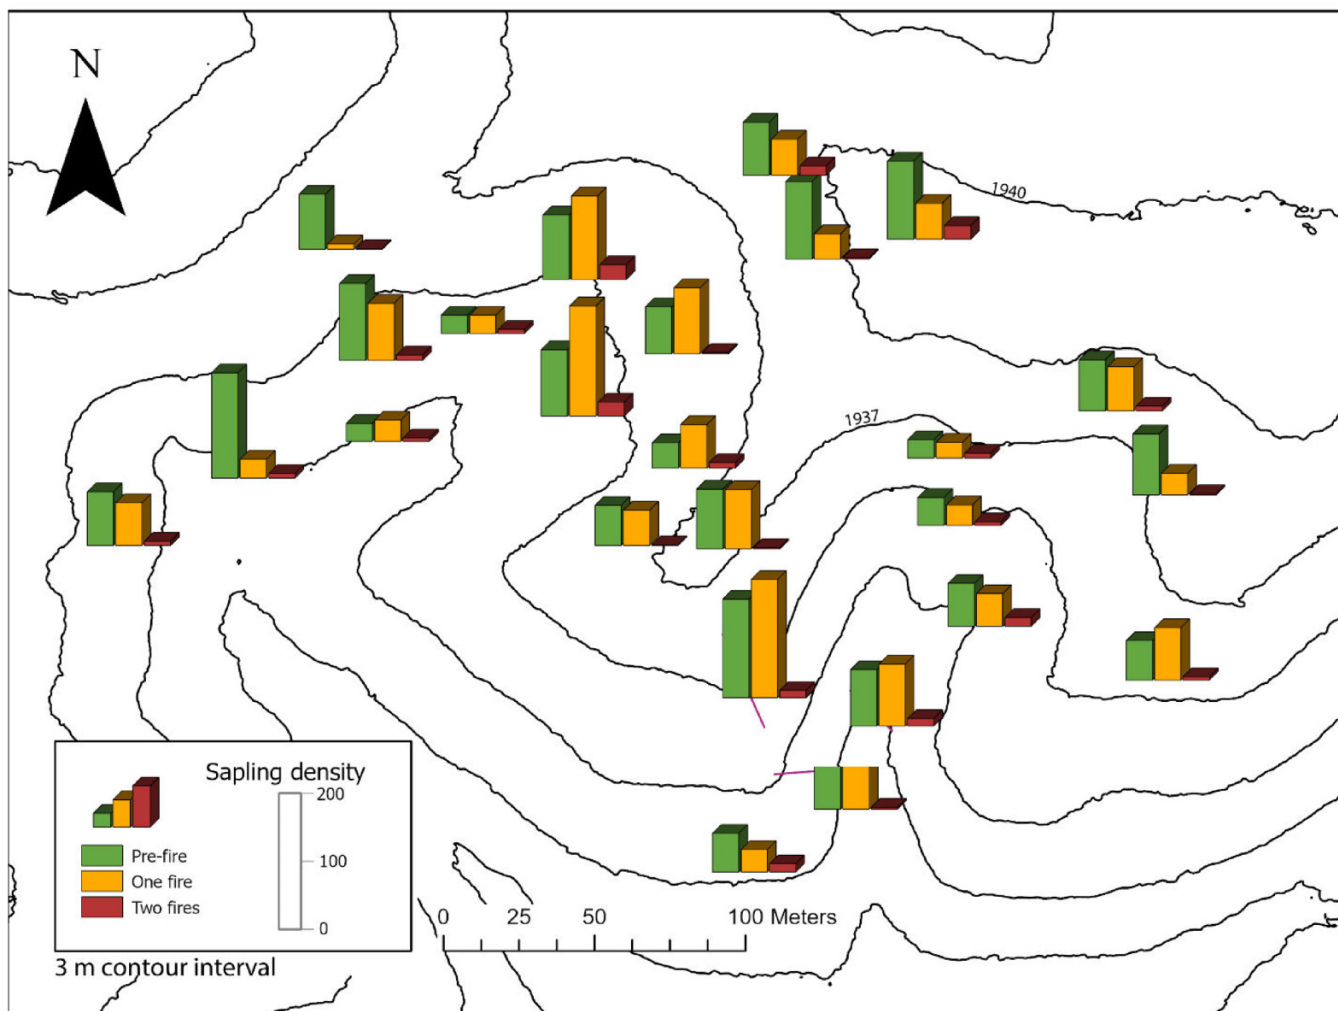 N
1940
1937
Sapling density
200
100
0
Pre-fire
One fire
Two fires
0 25 50 100 Meters
3 m contour interval